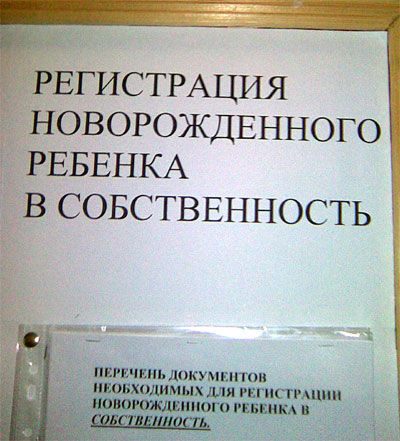 РЕГИСТРАЦИЯ
НОВОРОЖДЕННОГО
РЕБЕНКА
В СОБСТВЕННОСТЬ
ПЕРЕЧЕНЬ ДОКУМЕНТОВ
НЕОБХОДИМЫХ ДЛЯ РЕГИСТРАЦИИ
НОВОРОЖДЕННОГО РЕБЕНКА В
СОБСТВЕННОСТЬ.